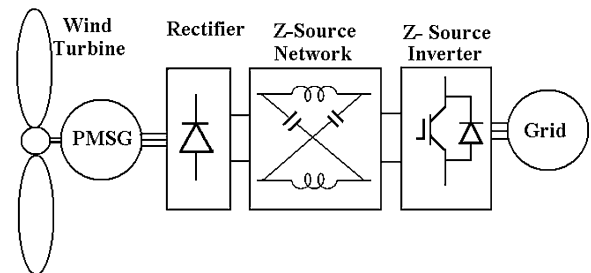 Wind
Turbine
Rectifier
Z-Source
Network
Z- Source
Inverter
PMSG
Grid